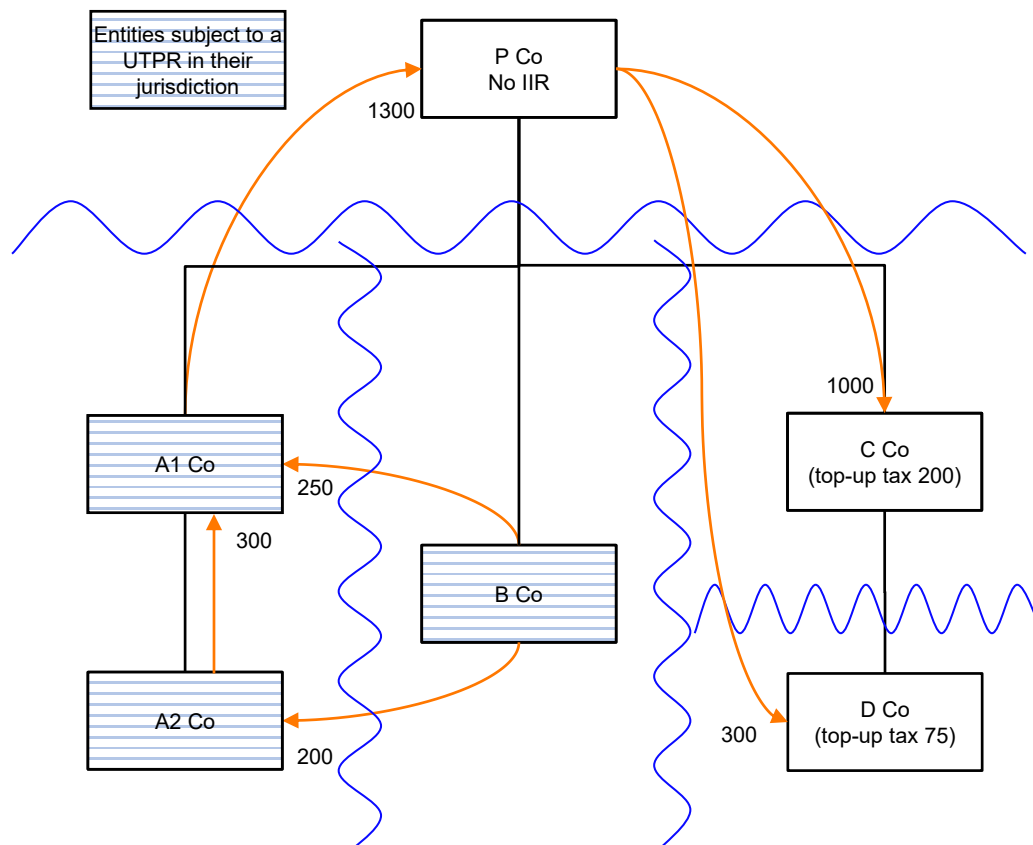 Entities subject to a
UTPR in their
jurisdiction
P Co
No IIR
1300
1000
A1 Co
250
C Co
(top-up tax 200)
300
B Co
A2 Co
200
300
D Co
(top-up tax 75)